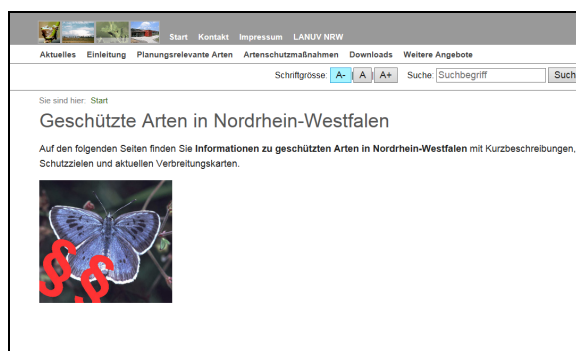 Start Kontakt Impressum LANUV NRW
Aktuelles Einleitung Planungsrelevante Arten Artenschutzmaßnahmen Downloads Weitere Angebote
Schriftgrösse: A- | A | A+ Suche: Suchbegriff Such
Sie sind hier: Start
Geschützte Arten in Nordrhein-Westfalen
Auf den folgenden Seiten finden Sie Informationen zu geschützten Arten in Nordrhein-Westfalen mit Kurzbeschreibungen,
Schutzzielen und aktuellen Verbreitungskarten.
§§